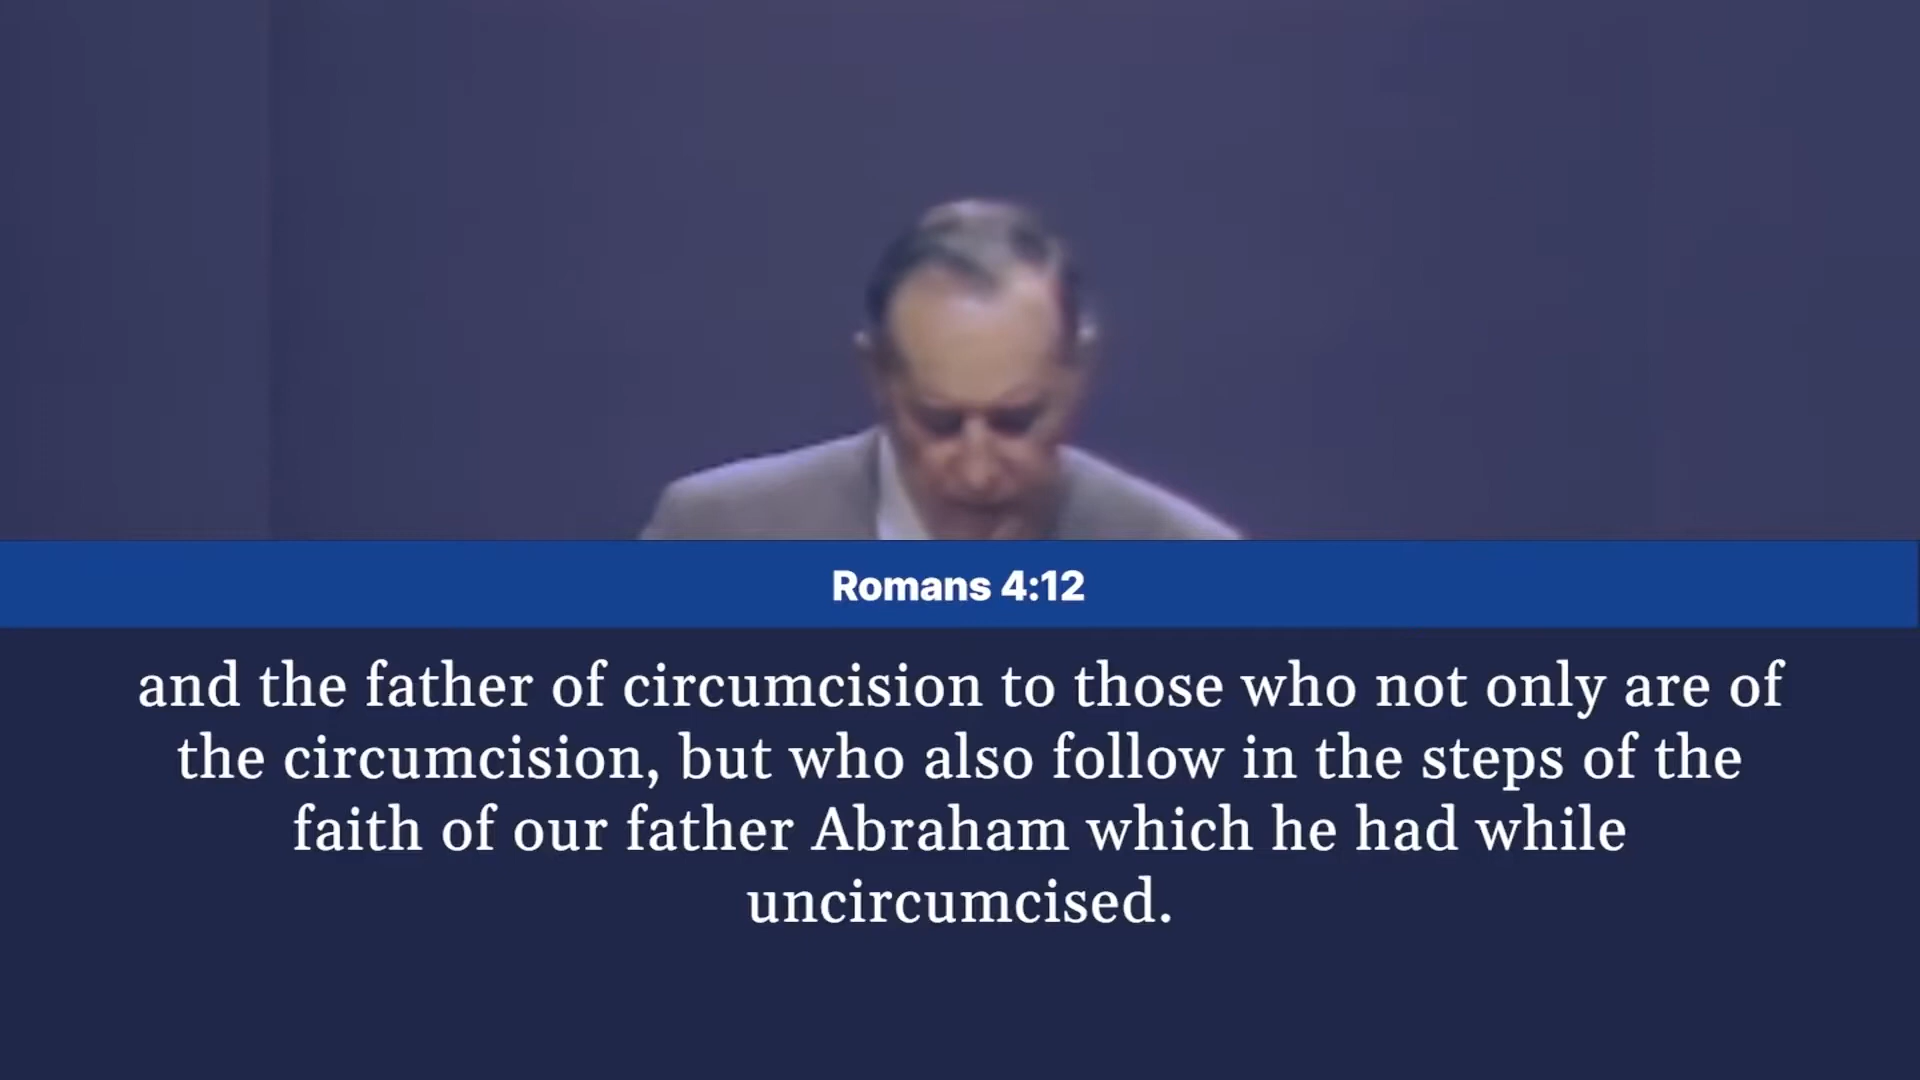 Romans 4:12
and the father of circumcision to those who not only are of
the circumcision, but who also follow in the steps of the
faith of our father Abraham which he had while
uncircumcised.